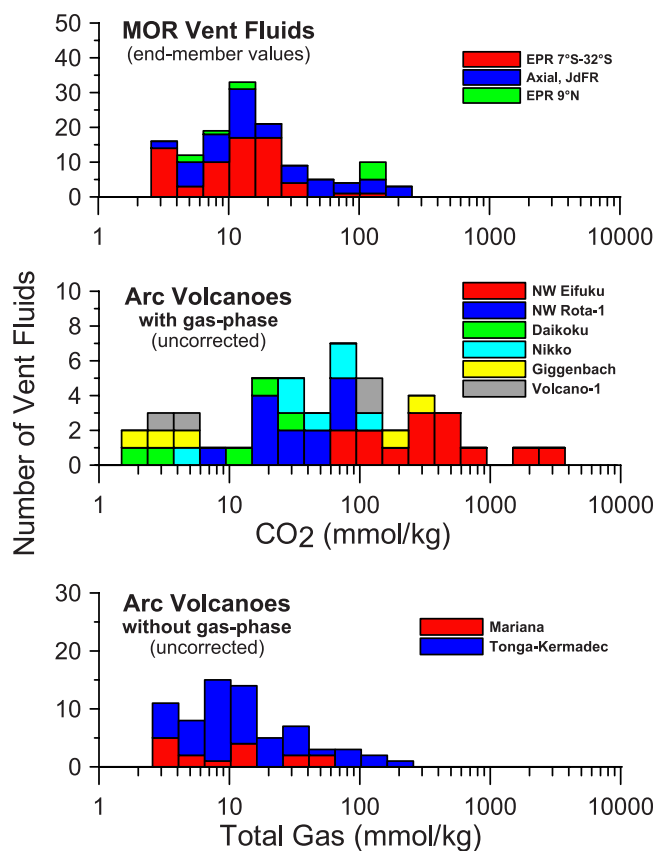 MOR Vent Fluids
(end-member values)
EPR 7°S-32°S
Axial, JdFR
EPR 9°N
50
40
30
20
10
0
1
10
100
1000
10000
Number of Vent Fluids
Arc Volcanoes
with gas-phase
(uncorrected)
NW Eifuku
NW Rota-1
Daikoku
Nikko
Giggenbach
Volcano-1
10
8
6
4
2
0
1
10
100
1000
10000
CO2 (mmol/kg)
Arc Volcanoes
without gas-phase
(uncorrected)
Mariana
Tonga-Kermadec
30
20
10
0
1
10
100
1000
10000
Total Gas (mmol/kg)